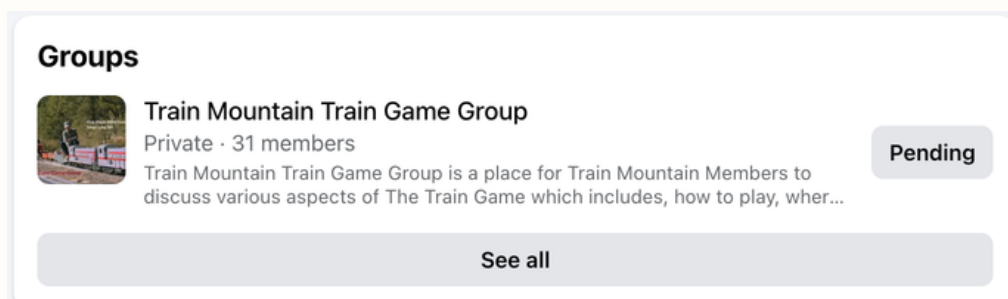 Groups
Train Mountain Train Game Group
Private · 31 members
Train Mountain Train Game Group is a place for Train Mountain Members to
discuss various aspects of The Train Game which includes, how to play, wher...
Pending
See all